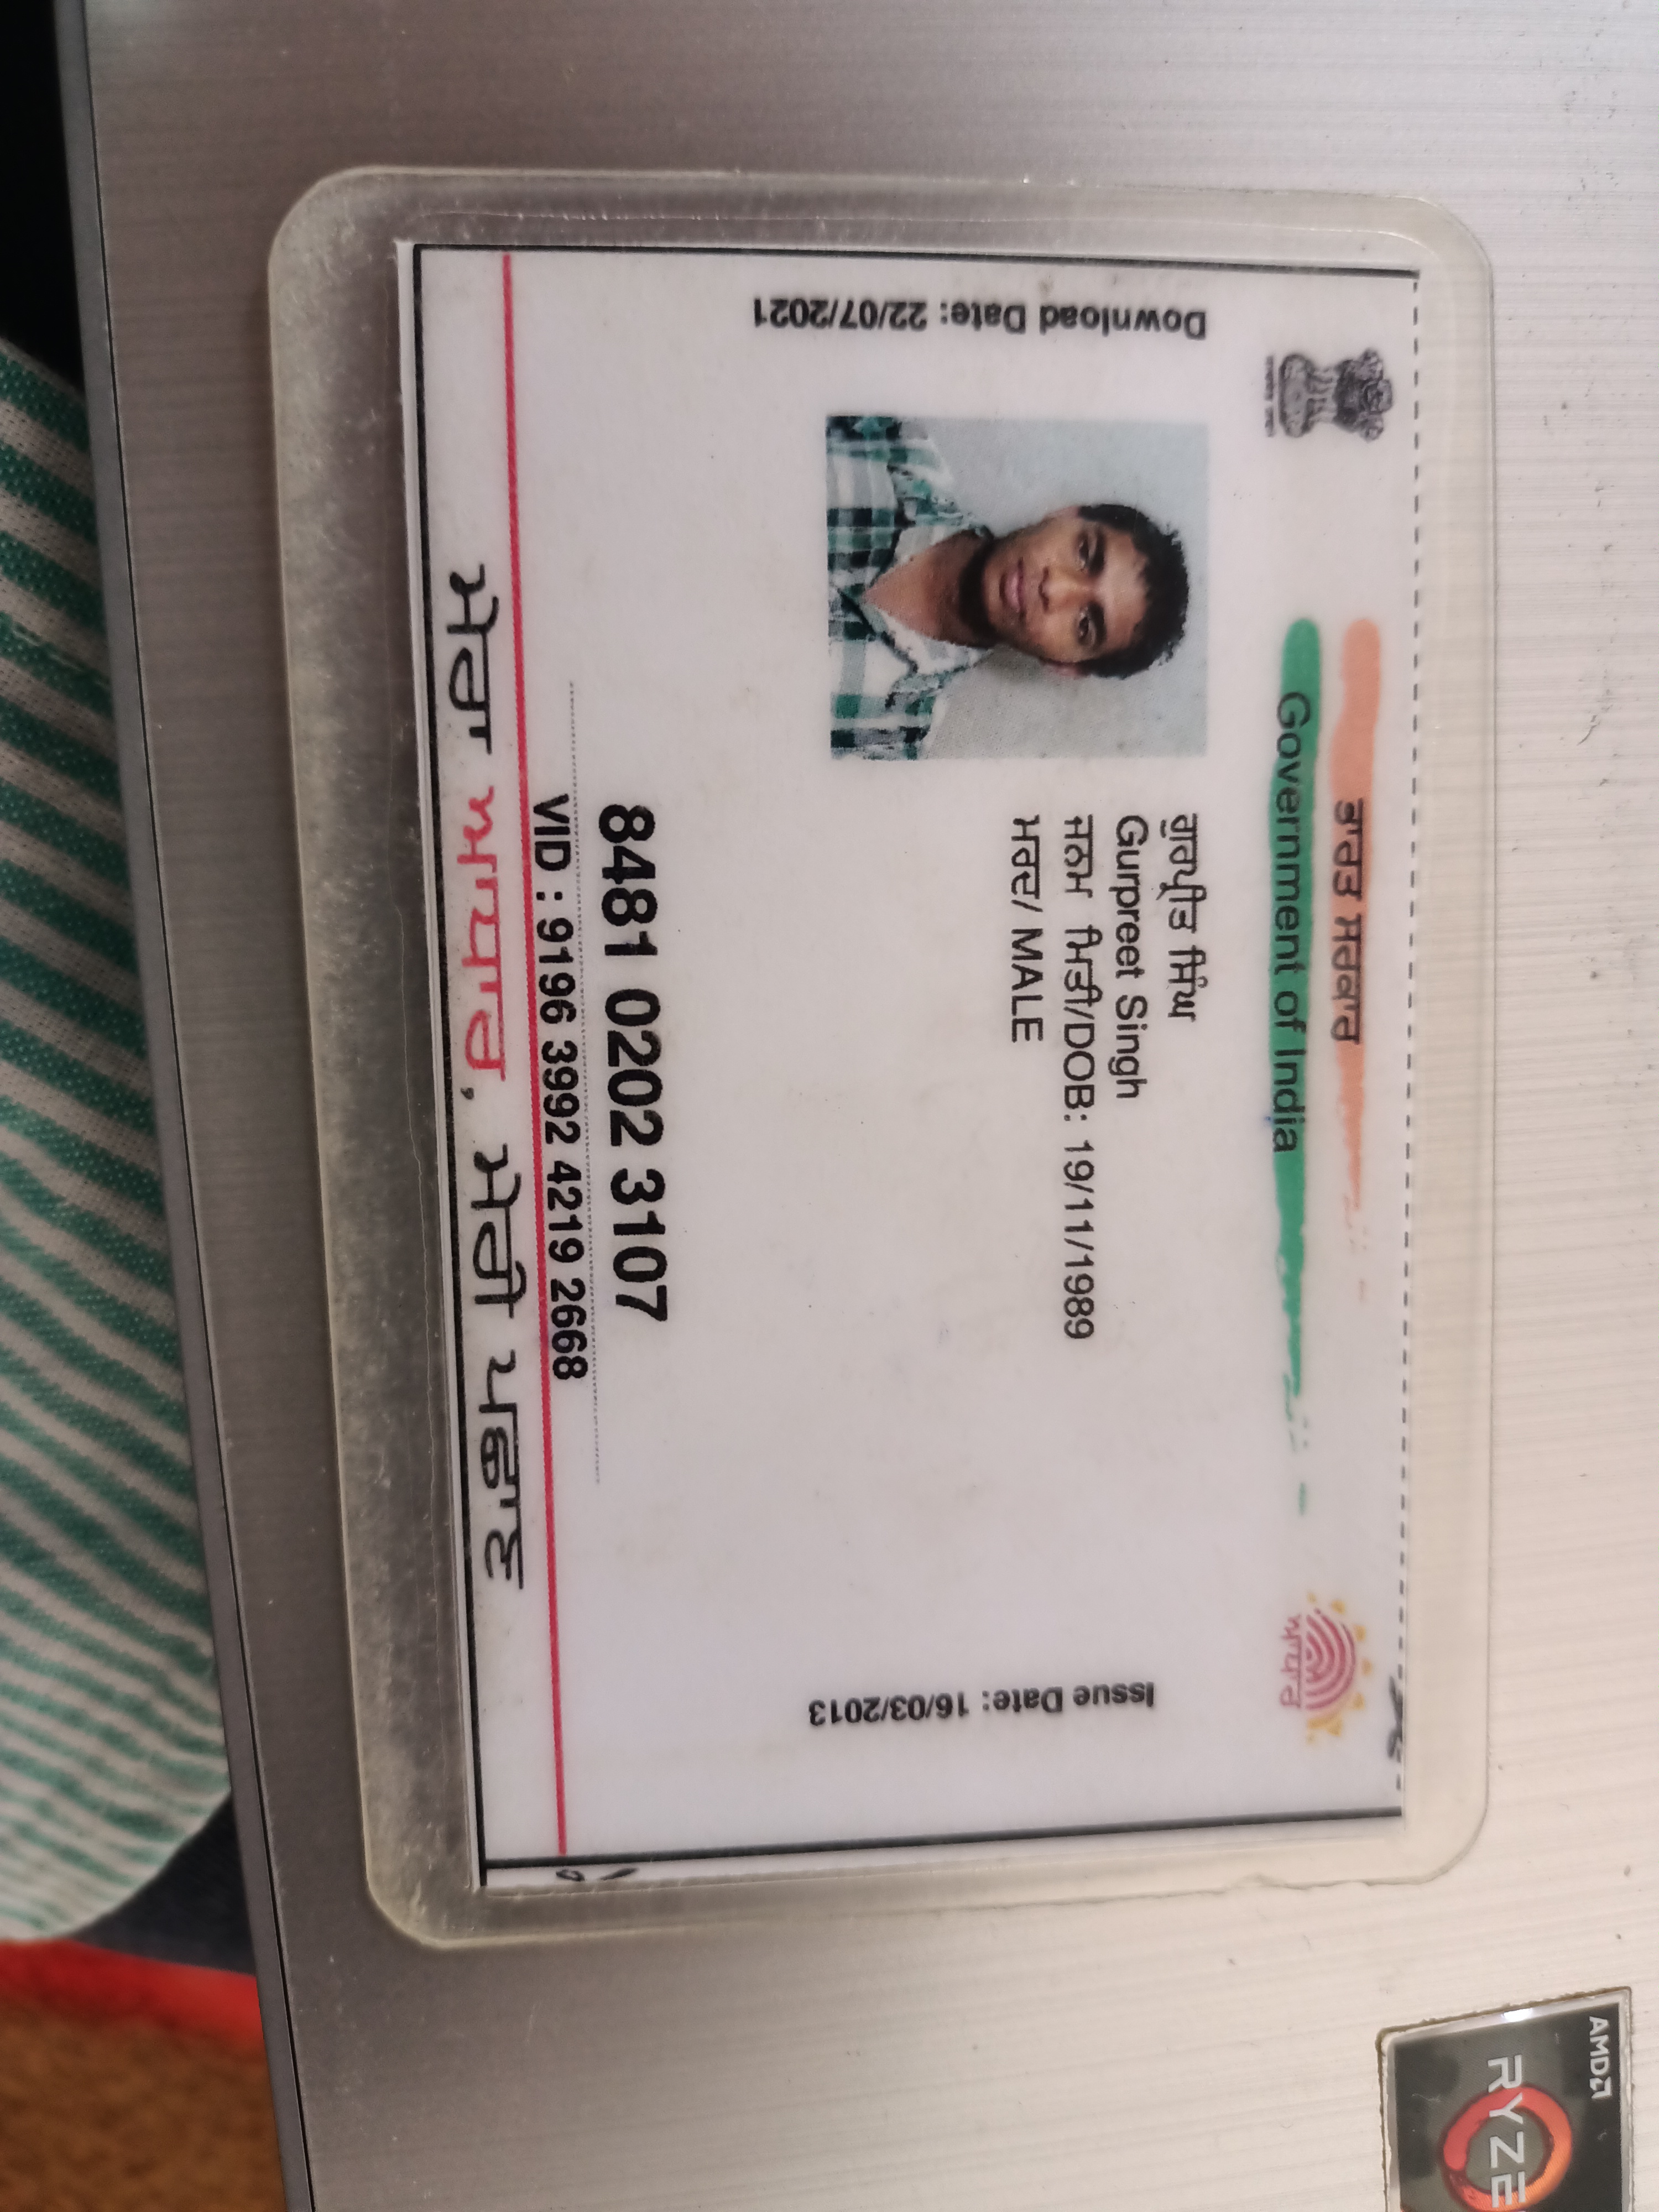 ਭਾਰਤ ਸਰਕਾਰ
Government of India
ਆਧਾਰ
Download Date: 22/07/2021
Issue Date: 16/03/2013
ਗੁਰਪ੍ਰੀਤ ਸਿੰਘ
Gurpreet Singh
ਜਨਮ ਮਿਤੀ/DOB: 19/11/1989
ਮਰਦ/ MALE
8481 0202 3107
VID : 9196 3992 4219 2668
ਮੇਰਾ ਆਧਾਰ, ਮੇਰੀ ਪਛਾਣ
AMD
RYZE